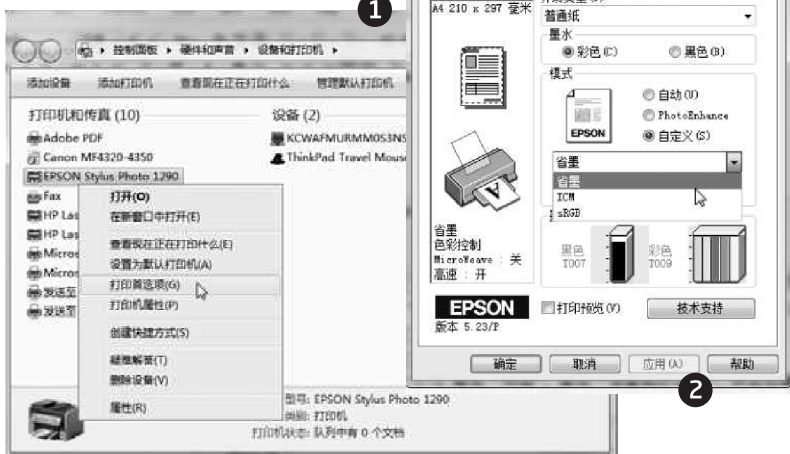 控制面板 ▸ 硬件和声音 ▸ 设备和打印机 ▸
添加设备 添加打印机 查看现在正在打印什么 管理默认打印机
打印机和传真 (10)
设备 (2)
Adobe PDF
Canon MF4320-4350
EPSON Stylus Photo 1290
Fax
HP Las
HP Las
Micros
Micros
发送至
发送至
KCWAFMURMM0S3NS
ThinkPad Travel Mouse
打开(O)
在新窗口中打开(E)
查看现在正在打印什么(E)
设置为默认打印机(A)
打印首选项(G)
打印机属性(P)
创建快捷方式(S)
疑难解答(T)
删除设备(V)
属性(R)
型号: EPSON Stylus Photo 1290
类别: 打印机
打印机状态: 队列中有 0 个文档
1
A4 210 x 297 毫米
普通纸
墨水
彩色(C) 黑色(B)
模式
EPSON
自动(U)
PhotoEnhance
自定义(S)
省墨
省墨
ICM
sRGB
省墨
色彩控制
MicroWeave : 关
高速 : 开
黑色
T007
彩色
T009
EPSON
版本 5.23/P
打印预览(V) 技术支持
确定 取消 应用(A) 帮助
2